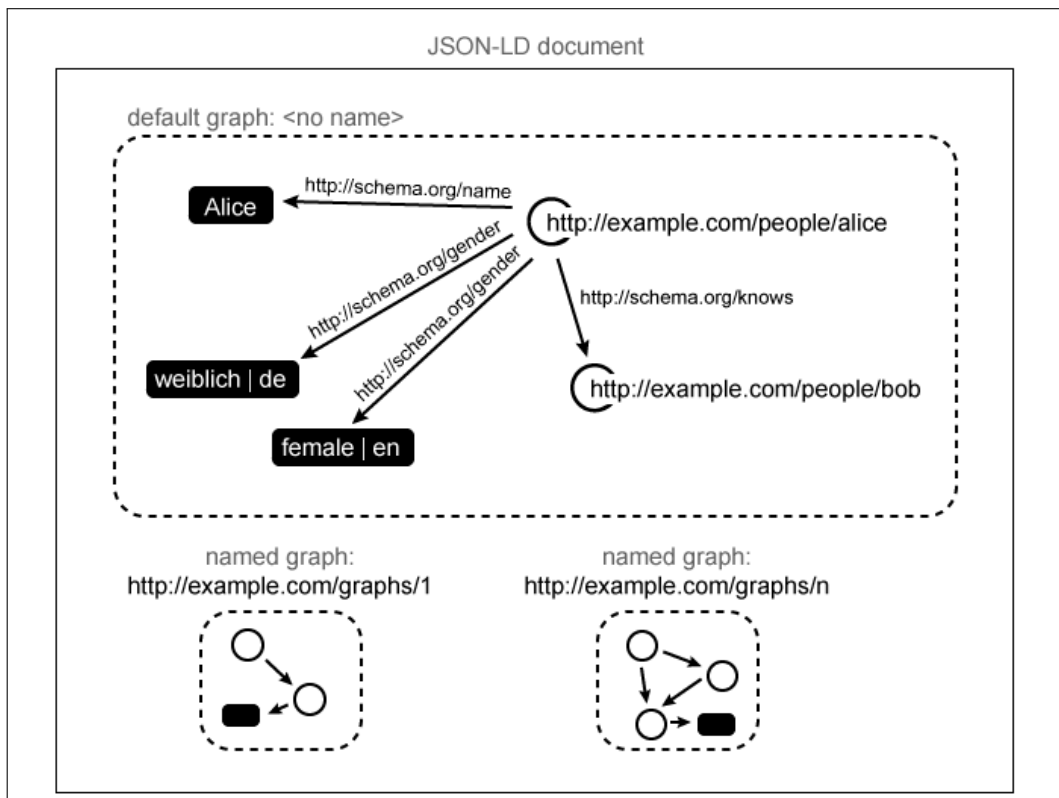 JSON-LD document
default graph: <no name>
http://schema.org/name
Alice
http://example.com/people/alice
http://schema.org/gender
http://schema.org/gender
http://schema.org/knows
weiblich | de
http://example.com/people/bob
female | en
named graph:
http://example.com/graphs/1
named graph:
http://example.com/graphs/n